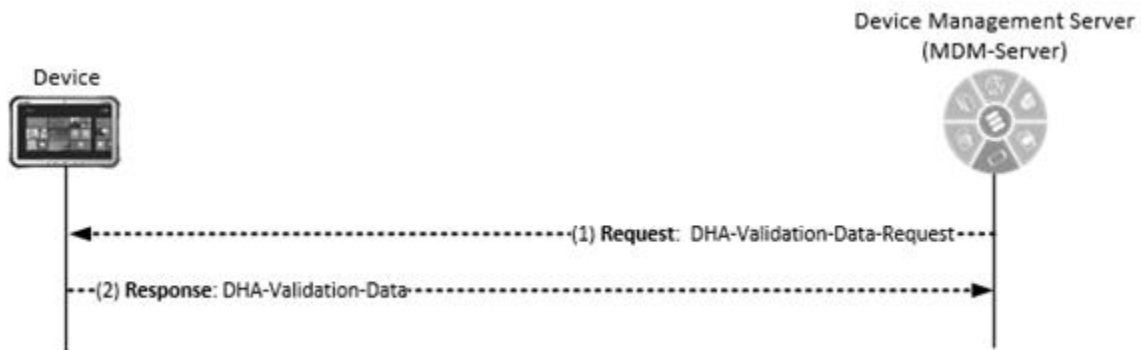 Device Management Server
(MDM-Server)
Device
(1) Request: DHA-Validation-Data-Request
(2) Response: DHA-Validation-Data